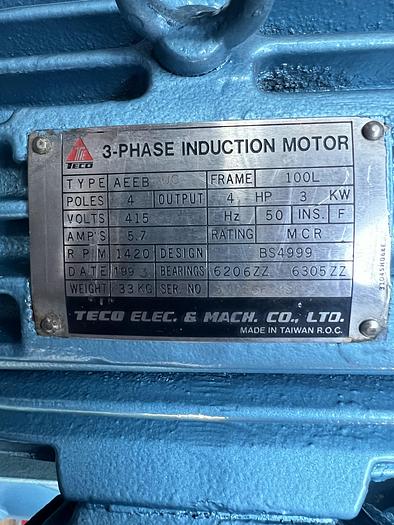 TECO
3-PHASE INDUCTION MOTOR
TYPE AEEB FRAME 100L
POLES 4 OUTPUT 4 HP 3 KW
VOLTS 415 Hz 50 INS. F
AMP'S 5.7 RATING MCR
RPM 1420 DESIGN BS4999
DATE 199 BEARINGS 6206ZZ 6305ZZ
WEIGHT 33KG SER. NO.
TECO ELEC. & MACH. CO., LTD.
MADE IN TAIWAN R.O.C.